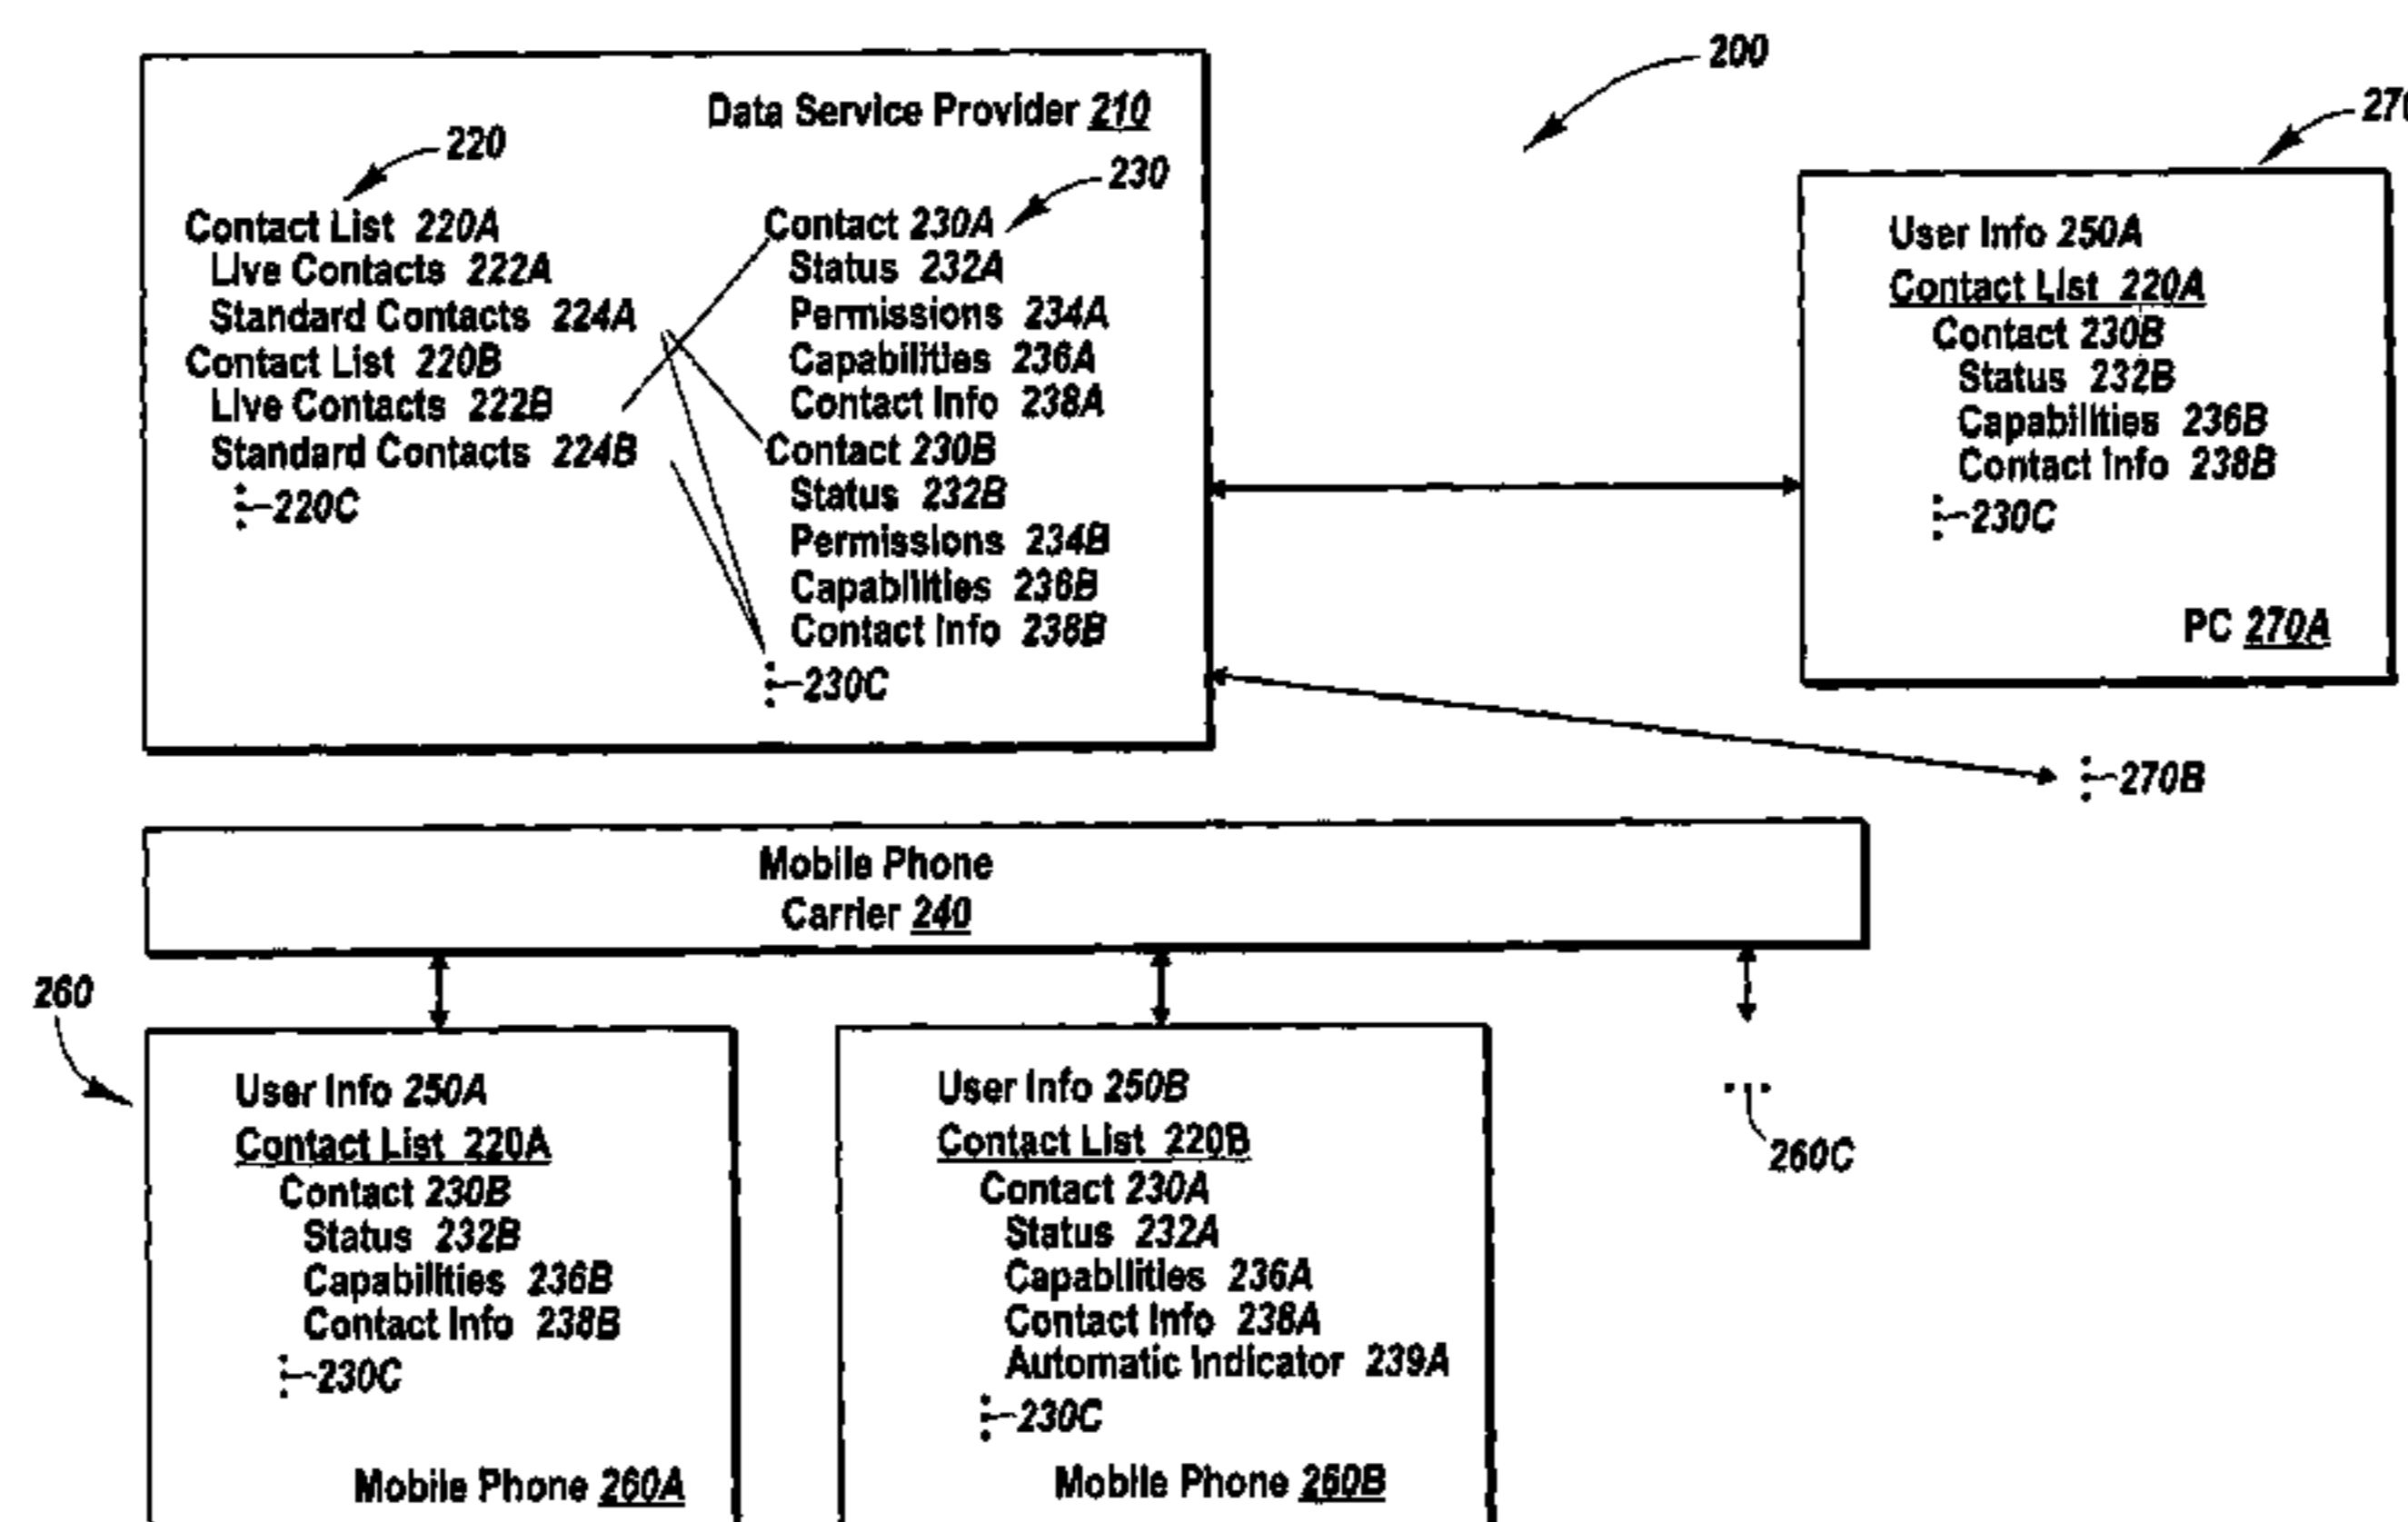 200
Data Service Provider 210
220
230
Contact List 220A
Live Contacts 222A
Standard Contacts 224A
Contact List 220B
Live Contacts 222B
Standard Contacts 224B
220C
Contact 230A
Status 232A
Permissions 234A
Capabilities 236A
Contact Info 238A
Contact 230B
Status 232B
Permissions 234B
Capabilities 236B
Contact Info 238B
230C
User Info 250A
Contact List 220A
Contact 230B
Status 232B
Capabilities 236B
Contact Info 238B
230C
PC 270A
270B
Mobile Phone
Carrier 240
260
User Info 250A
Contact List 220A
Contact 230B
Status 232B
Capabilities 236B
Contact Info 238B
230C
Mobile Phone 260A
User Info 250B
Contact List 220B
Contact 230A
Status 232A
Capabilities 236A
Contact Info 238A
Automatic Indicator 239A
230C
Mobile Phone 260B
260C